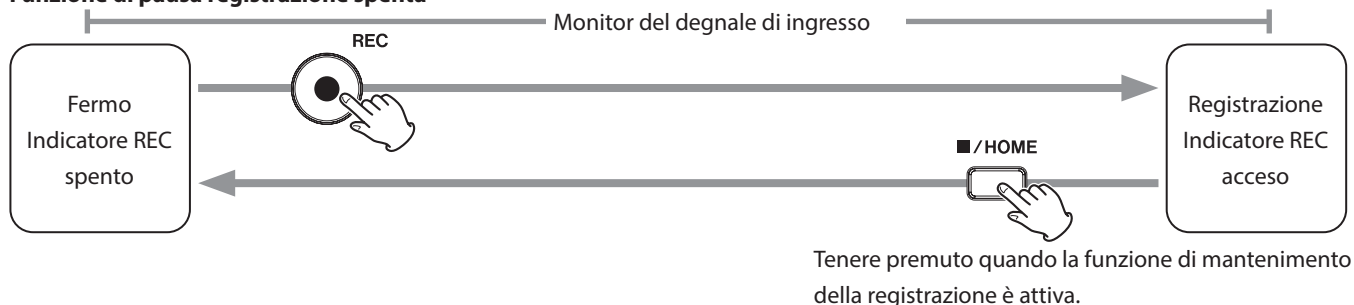 Funzione di pausa registrazione spenta
Monitor del degnale di ingresso
REC
Fermo
Indicatore REC
spento
Registrazione
Indicatore REC
acceso
■/HOME
Tenere premuto quando la funzione di mantenimento
della registrazione è attiva.